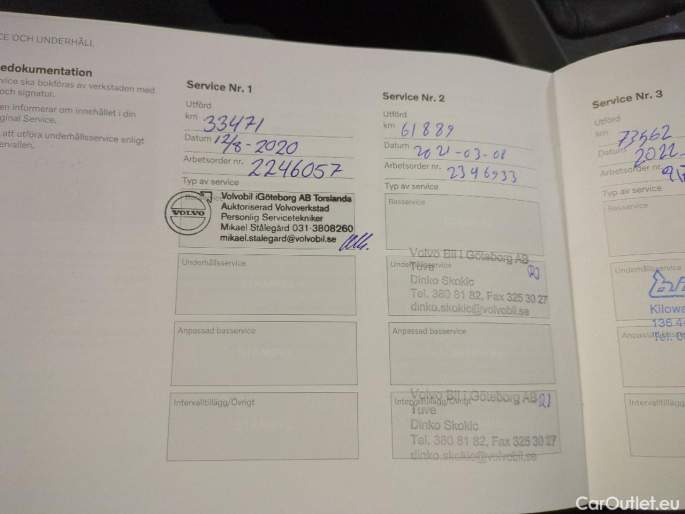 CE OCH UNDERHÅLL
edokumentation
rvice ska bokföras av verkstaden med
och signatur.
en informerar om innehållet i din
ginal Service.
att utföra underhållsservice enligt
ervallen.
Service Nr. 1
Utförd
km 33471
Datum 12/8-2020
Arbetsorder nr. 2246057
Typ av service
VOLVO
Volvobil iGöteborg AB Torslanda
Auktoriserad Volvoverkstad
Personlig Servicetekniker
Mikael Stålegård 031-3808260
mikael.stalegard@volvobil.se
Underhållsservice
Anpassad basservice
Intervalltillägg/Övrigt
Service Nr. 2
Utförd
km 61889
Datum 2021-03-08
Arbetsorder nr. 2346933
Typ av service
Basservice
Underhållsservice
Volvo Bil i Göteborg AB
Tuve
Dinko Skokic
Tel. 380 81 82, Fax 325 30 27
dinko.skokic@volvobil.se
Anpassad basservice
Intervalltillägg/Övrigt
Volvo Bil i Göteborg AB
Tuve
Dinko Skokic
Tel. 380 81 82, Fax 325 30 27
dinko.skokic@volvobil.se
Service Nr. 3
Utförd
km 73562
Datum 2022-
Arbetsorder nr.
Typ av service
Basservice
Underhållsservice
Kilowa
136 4
Tel. 0
Anpassad
Intervalltillägg
CarOutlet.eu